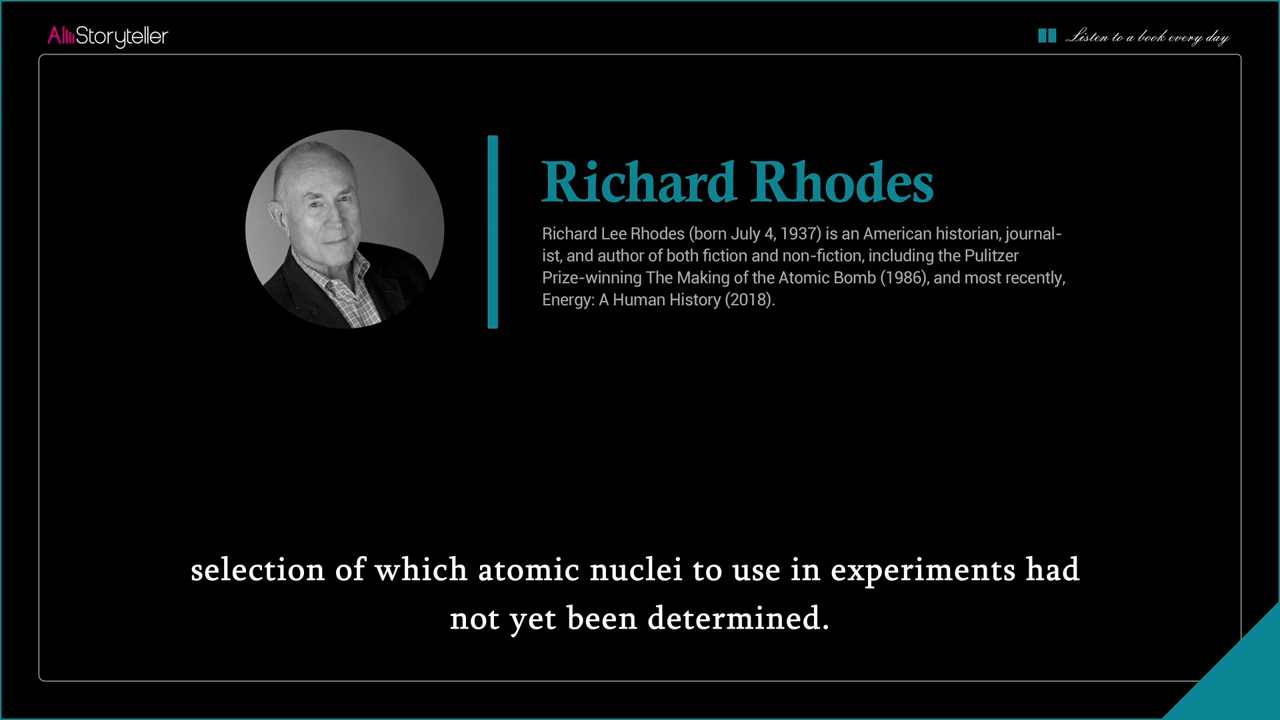 AllStoryteller
Listen to a book every day
Richard Rhodes
Richard Lee Rhodes (born July 4, 1937) is an American historian, journal-
ist, and author of both fiction and non-fiction, including the Pulitzer
Prize-winning The Making of the Atomic Bomb (1986), and most recently,
Energy: A Human History (2018).
selection of which atomic nuclei to use in experiments had
not yet been determined.